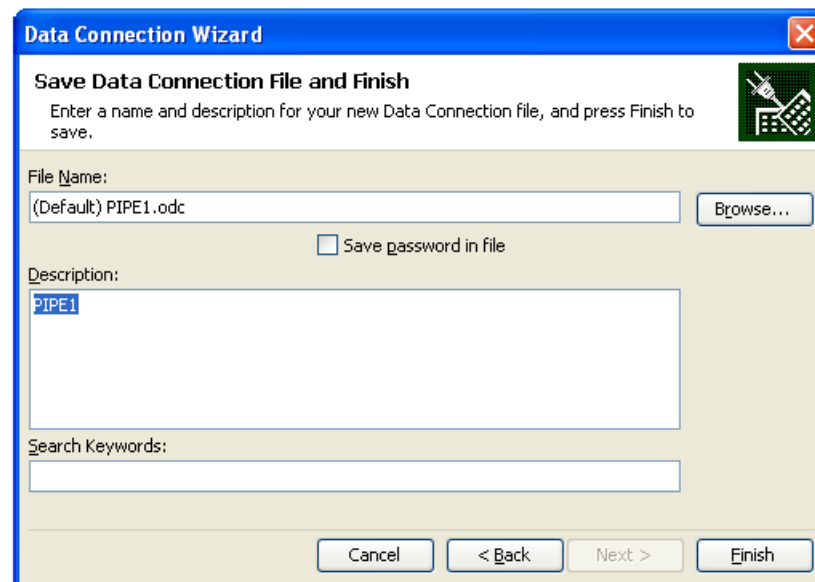 Data Connection Wizard
Save Data Connection File and Finish
Enter a name and description for your new Data Connection file, and press Finish to
save.
File Name:
(Default) PIPE1.odc
Browse...
Save password in file
Description:
PIPE1
Search Keywords:
Cancel
< Back
Next >
Finish